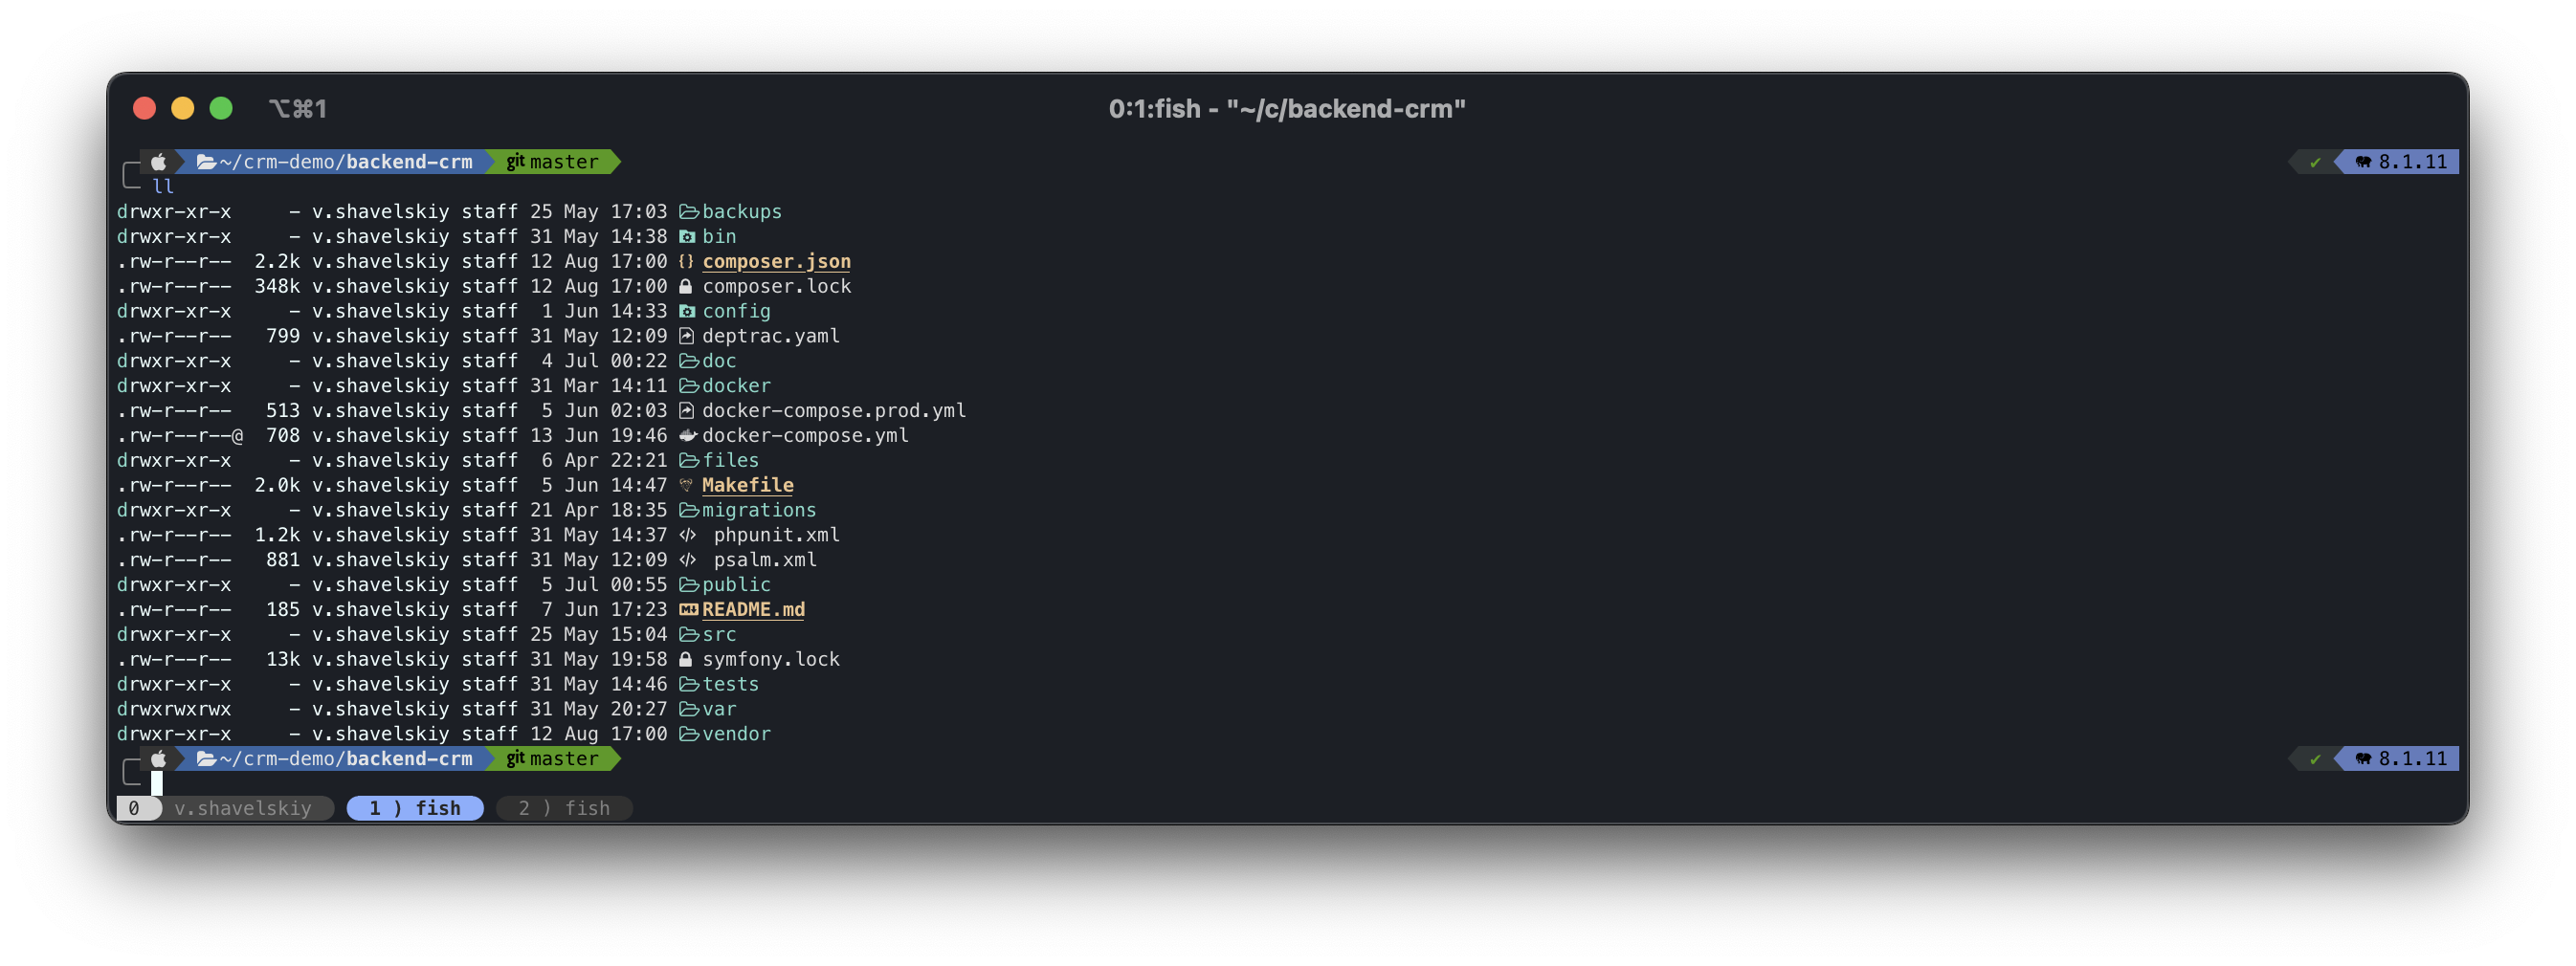 ⌥⌘1 0:1:fish - "~/c/backend-crm"
~/crm-demo/backend-crm git master ✔ 8.1.11
ll
drwxr-xr-x - v.shavelskiy staff 25 May 17:03 backups
drwxr-xr-x - v.shavelskiy staff 31 May 14:38 bin
.rw-r--r-- 2.2k v.shavelskiy staff 12 Aug 17:00 {} composer.json
.rw-r--r-- 348k v.shavelskiy staff 12 Aug 17:00 composer.lock
drwxr-xr-x - v.shavelskiy staff 1 Jun 14:33 config
.rw-r--r-- 799 v.shavelskiy staff 31 May 12:09 deptrac.yaml
drwxr-xr-x - v.shavelskiy staff 4 Jul 00:22 doc
drwxr-xr-x - v.shavelskiy staff 31 Mar 14:11 docker
.rw-r--r-- 513 v.shavelskiy staff 5 Jun 02:03 docker-compose.prod.yml
.rw-r--r--@ 708 v.shavelskiy staff 13 Jun 19:46 docker-compose.yml
drwxr-xr-x - v.shavelskiy staff 6 Apr 22:21 files
.rw-r--r-- 2.0k v.shavelskiy staff 5 Jun 14:47 Makefile
drwxr-xr-x - v.shavelskiy staff 21 Apr 18:35 migrations
.rw-r--r-- 1.2k v.shavelskiy staff 31 May 14:37 </> phpunit.xml
.rw-r--r-- 881 v.shavelskiy staff 31 May 12:09 </> psalm.xml
drwxr-xr-x - v.shavelskiy staff 5 Jul 00:55 public
.rw-r--r-- 185 v.shavelskiy staff 7 Jun 17:23 README.md
drwxr-xr-x - v.shavelskiy staff 25 May 15:04 src
.rw-r--r-- 13k v.shavelskiy staff 31 May 19:58 symfony.lock
drwxr-xr-x - v.shavelskiy staff 31 May 14:46 tests
drwxrwxrwx - v.shavelskiy staff 31 May 20:27 var
drwxr-xr-x - v.shavelskiy staff 12 Aug 17:00 vendor
~/crm-demo/backend-crm git master ✔ 8.1.11
0 v.shavelskiy 1 ) fish 2 ) fish